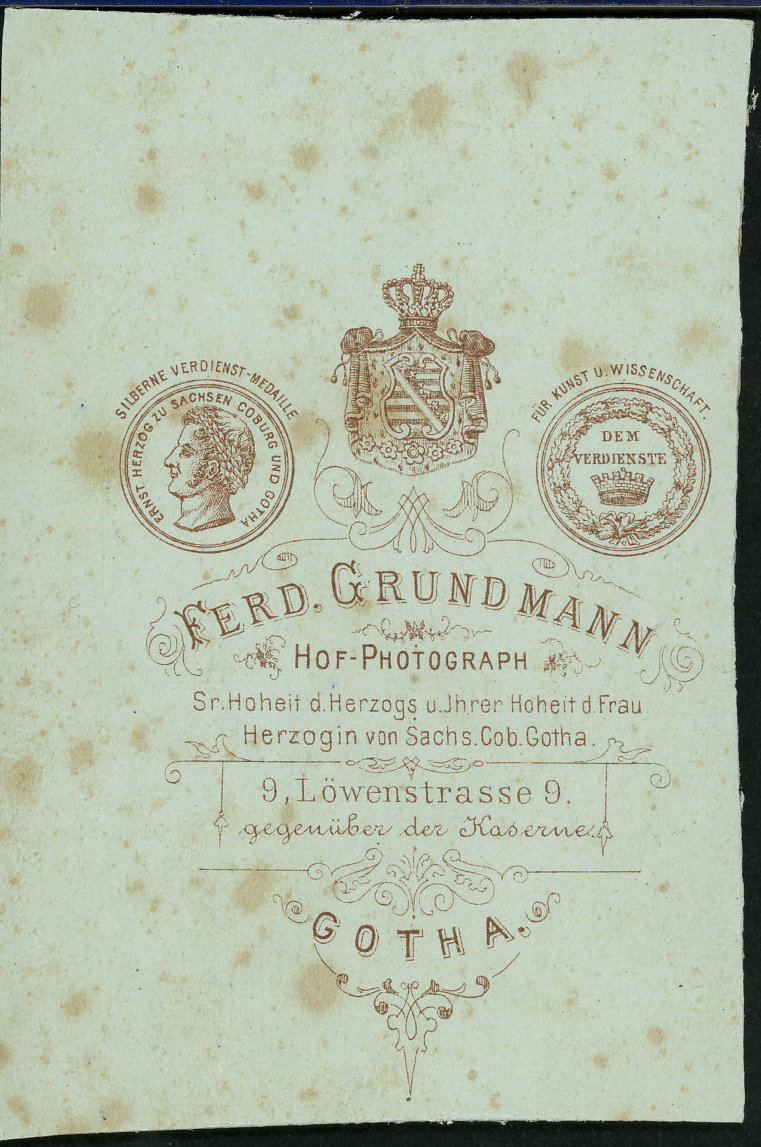 SILBERNE VERDIENST-MEDAILLE
ERNST HERZOG ZU SACHSEN COBURG UND GOTHA
FÜR KUNST U. WISSENSCHAFT.
DEM
VERDIENSTE
FERD. GRUNDMANN
HOF-PHOTOGRAPH
Sr. Hoheit d. Herzogs u. Jhrer Hoheit d. Frau
Herzogin von Sachs. Cob. Gotha.
9, Löwenstrasse 9.
gegenüber der Kaserne.
GOTHA.